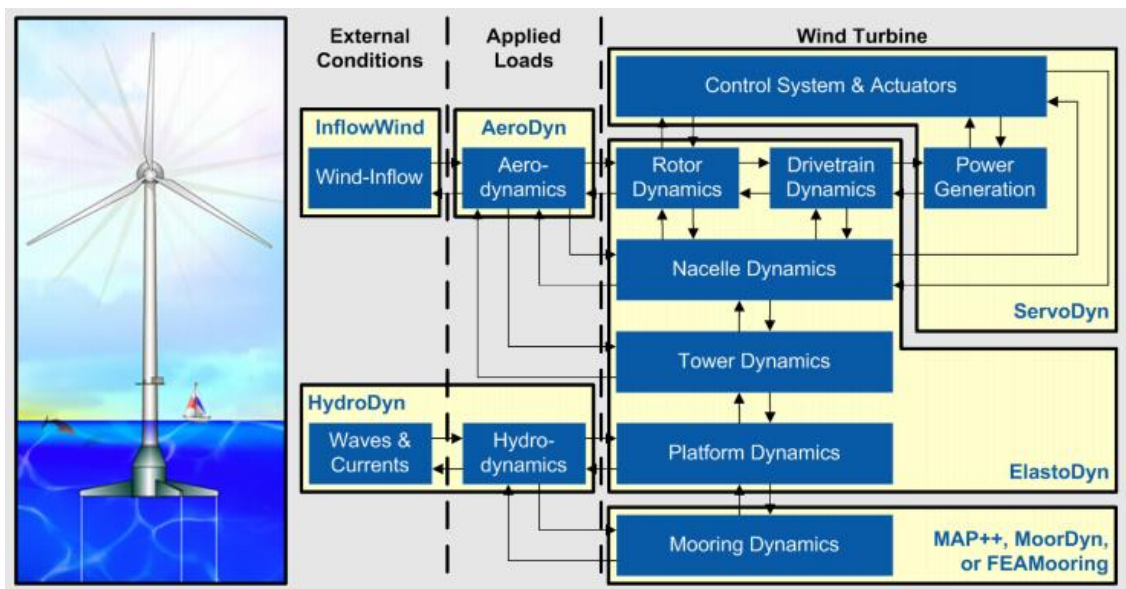 External
Conditions
Applied
Loads
Wind Turbine
Control System & Actuators
InflowWind
AeroDyn
Wind-Inflow
Aero-
dynamics
Rotor
Dynamics
Drivetrain
Dynamics
Power
Generation
Nacelle Dynamics
ServoDyn
Tower Dynamics
HydroDyn
Waves &
Currents
Hydro-
dynamics
Platform Dynamics
ElastoDyn
Mooring Dynamics
MAP++, MoorDyn,
or FEAMooring